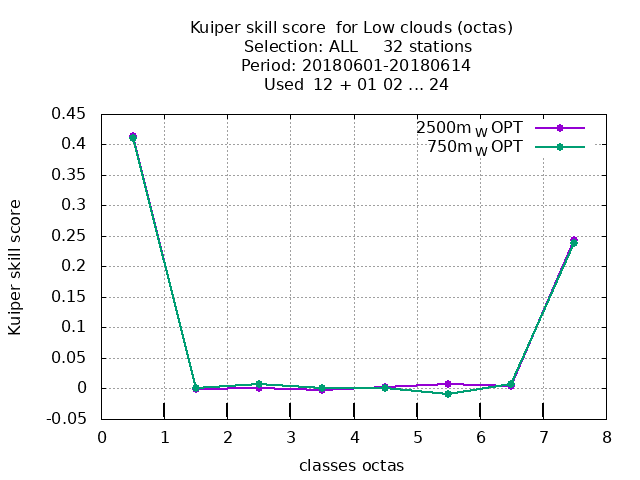 Kuiper skill score for Low clouds (octas)
Selection: ALL 32 stations
Period: 20180601-20180614
Used 12 + 01 02 ... 24
2500m W OPT
750m W OPT
Kuiper skill score
0.45
0.4
0.35
0.3
0.25
0.2
0.15
0.1
0.05
0
-0.05
0 1 2 3 4 5 6 7 8
classes octas